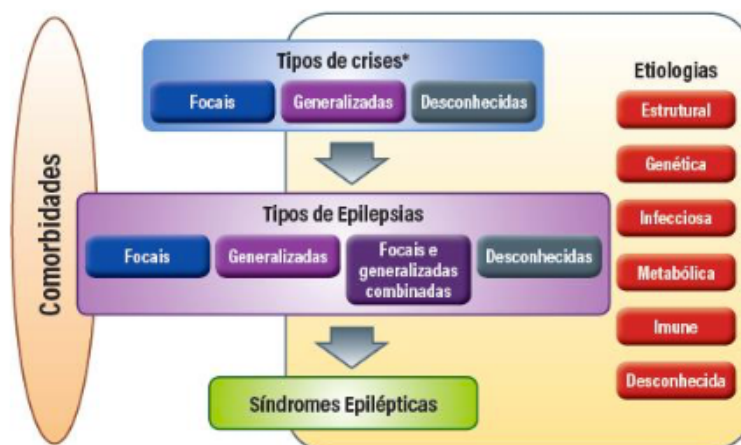 Comorbidades
Tipos de crises*
Focais
Generalizadas
Desconhecidas
Tipos de Epilepsias
Focais
Generalizadas
Focais e
generalizadas
combinadas
Desconhecidas
Síndromes Epilépticas
Etiologias
Estrutural
Genética
Infecciosa
Metabólica
Imune
Desconhecida